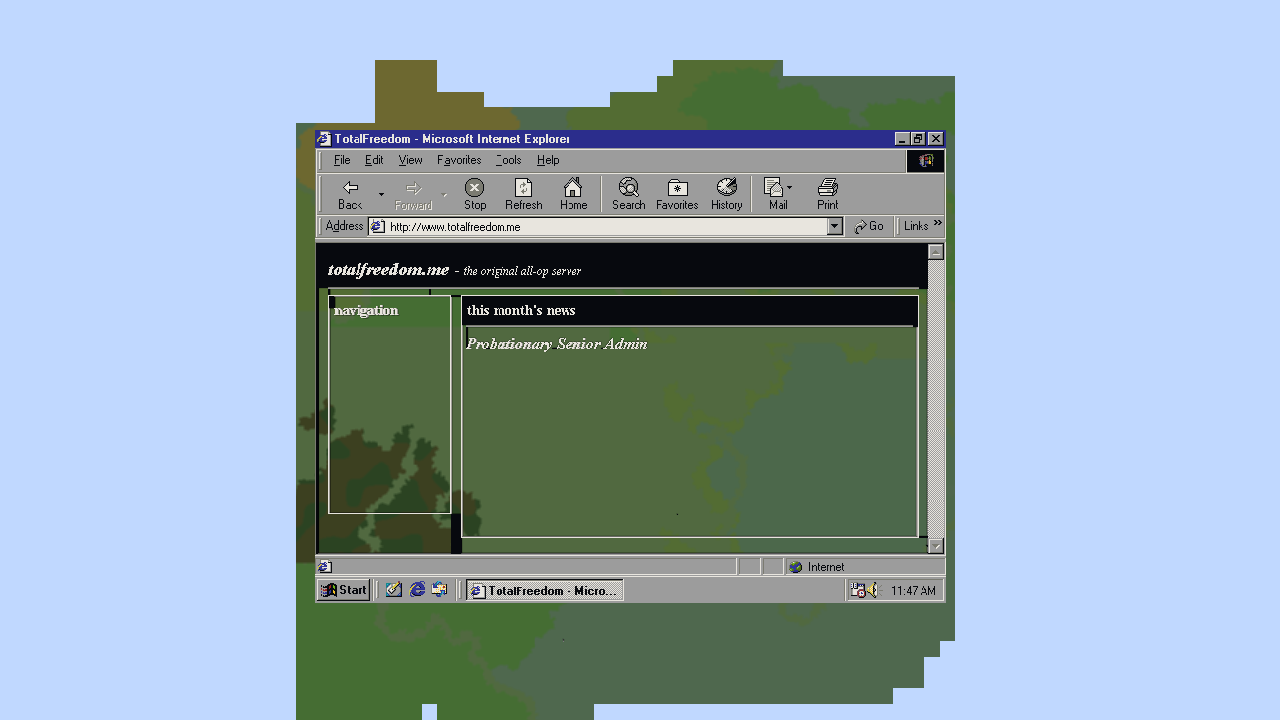 TotalFreedom - Microsoft Internet Explorer
File Edit View Favorites Tools Help
Back Forward Stop Refresh Home Search Favorites History Mail Print
Address http://www.totalfreedom.me Go Links »
totalfreedom.me - the original all-op server
navigation
this month's news
Probationary Senior Admin
Internet
Start TotalFreedom - Micro... 11:47 AM